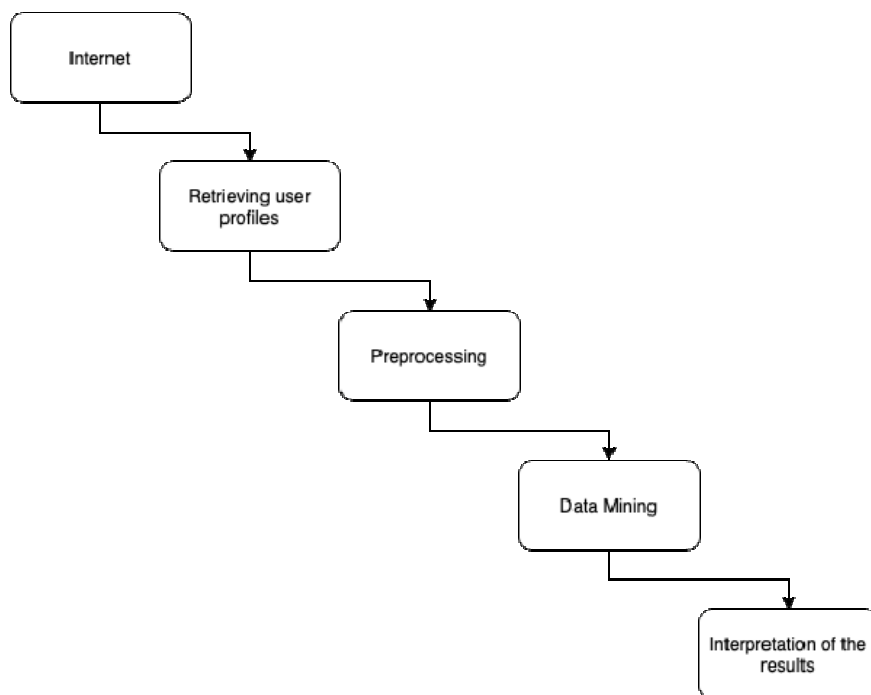 Internet
Retrieving user
profiles
Preprocessing
Data Mining
Interpretation of the
results